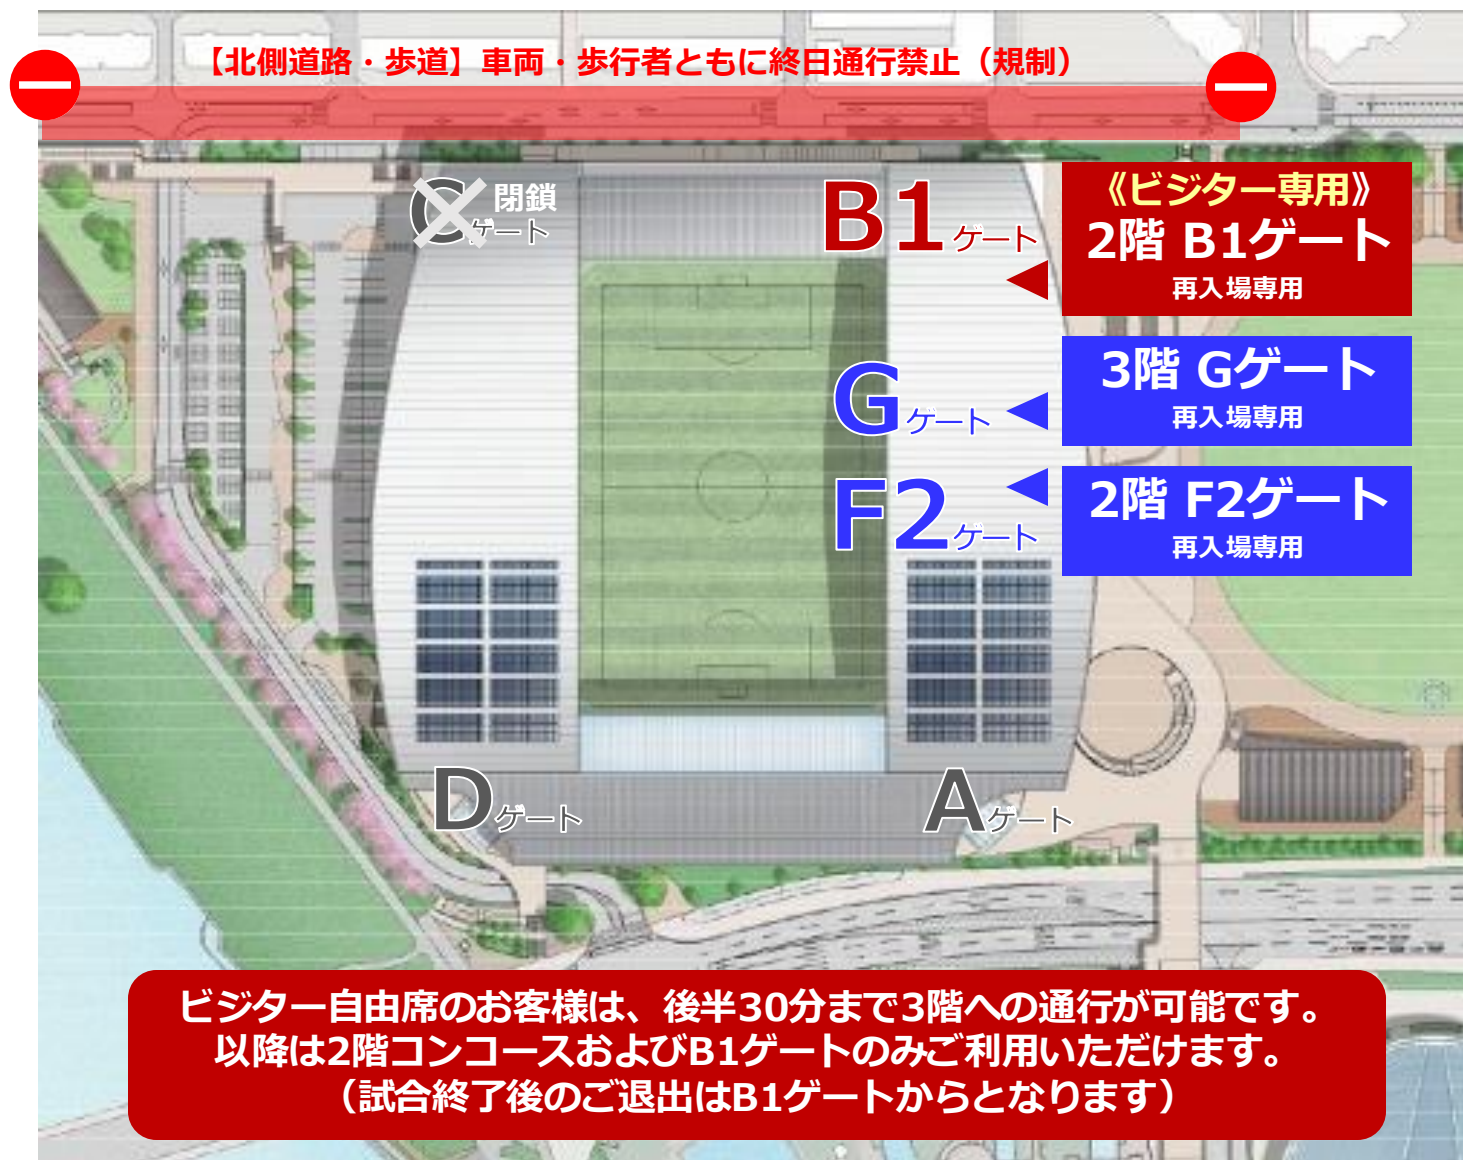 【北側道路・歩道】車両・歩行者ともに終日通行禁止（規制）
C
閉鎖
ゲート
B1ゲート
《ビジター専用》
2階 B1ゲート
再入場専用
Gゲート
3階 Gゲート
再入場専用
F2ゲート
2階 F2ゲート
再入場専用
Dゲート
Aゲート
ビジター自由席のお客様は、後半30分まで3階への通行が可能です。
以降は2階コンコースおよびB1ゲートのみご利用いただけます。
（試合終了後のご退出はB1ゲートからとなります）